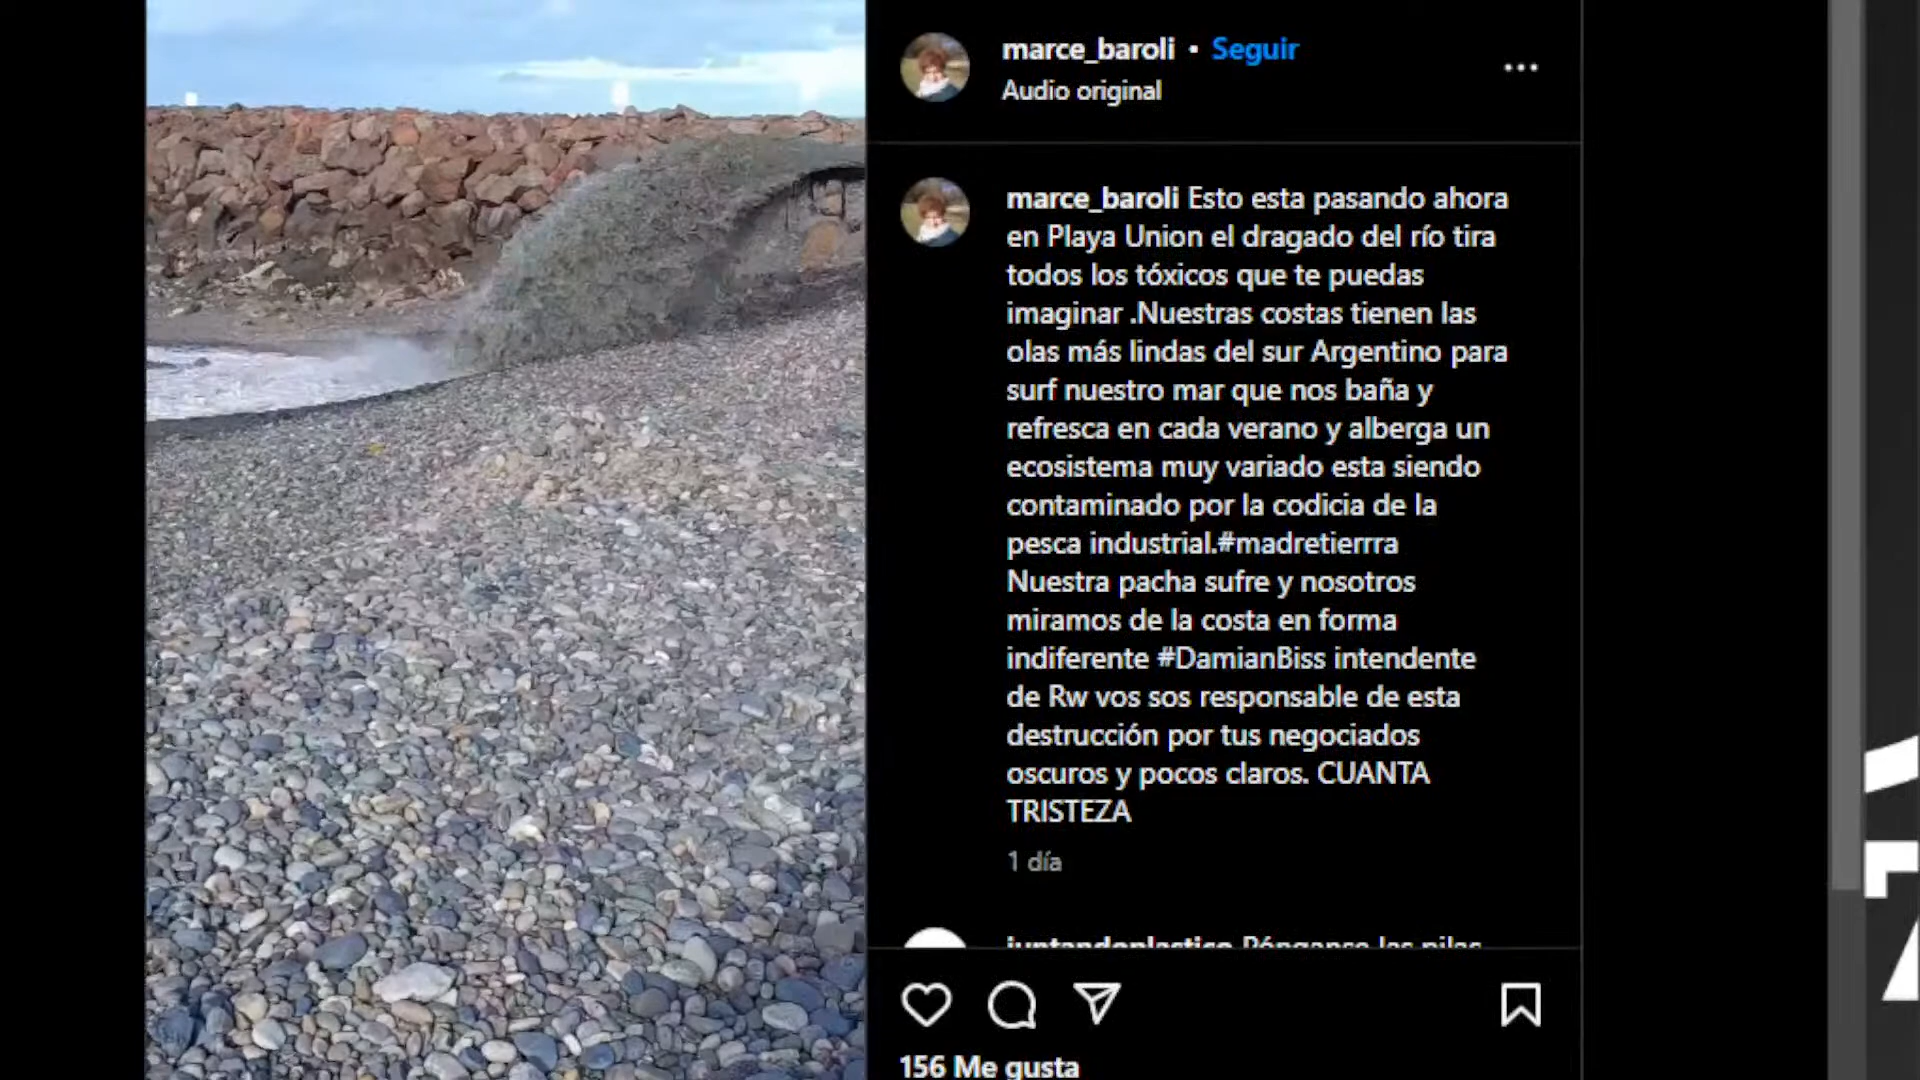 marce_baroli • Seguir
Audio original
marce_baroli Esto esta pasando ahora
en Playa Union el dragado del río tira
todos los tóxicos que te puedas
imaginar .Nuestras costas tienen las
olas más lindas del sur Argentino para
surf nuestro mar que nos baña y
refresca en cada verano y alberga un
ecosistema muy variado esta siendo
contaminado por la codicia de la
pesca industrial.#madretierrra
Nuestra pacha sufre y nosotros
miramos de la costa en forma
indiferente #DamianBiss intendente
de Rw vos sos responsable de esta
destrucción por tus negociados
oscuros y pocos claros. CUANTA
TRISTEZA
1 día
juntandoplastico Pónganse las pilas
156 Me gusta